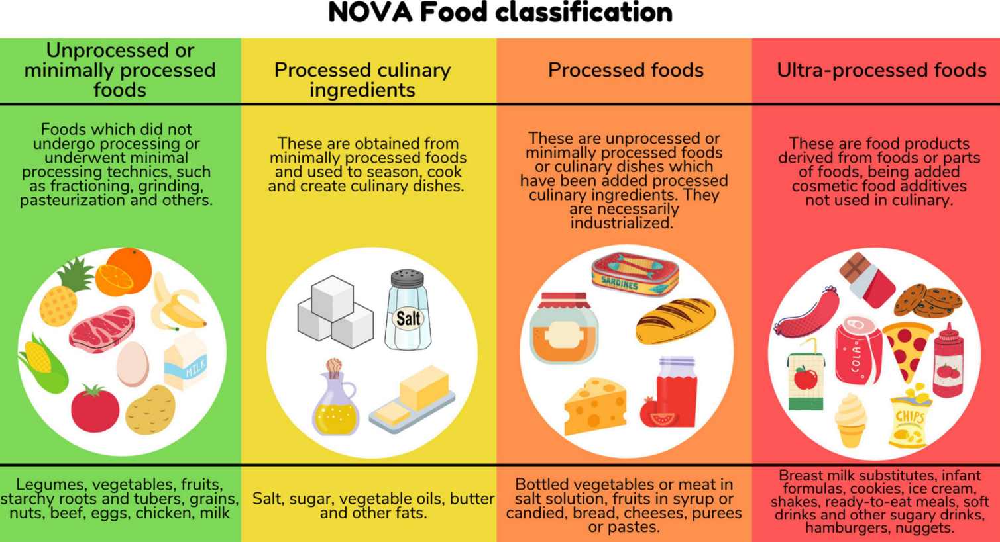 NOVA Food classification
Unprocessed or
minimally processed
foods
Processed culinary
ingredients
Processed foods
Ultra-processed foods
Foods which did not
undergo processing or
underwent minimal
processing technics, such
as fractioning, grinding,
pasteurization and others.
These are obtained from
minimally processed foods
and used to season, cook
and create culinary dishes.
These are unprocessed or
minimally processed foods
or culinary dishes which
have been added processed
culinary ingredients. They
are necessarily
industrialized.
These are food products
derived from foods or parts
of foods, being added
cosmetic food additives
not used in culinary.
MILK
Salt
SARDINES
COLA
CHIPS
Legumes, vegetables, fruits,
starchy roots and tubers, grains,
nuts, beef, eggs, chicken, milk
Salt, sugar, vegetable oils, butter
and other fats.
Bottled vegetables or meat in
salt solution, fruits in syrup or
candied, bread, cheeses, purees
or pastes.
Breast milk substitutes, infant
formulas, cookies, ice cream,
shakes, ready-to-eat meals, soft
drinks and other sugary drinks,
hamburgers, nuggets.